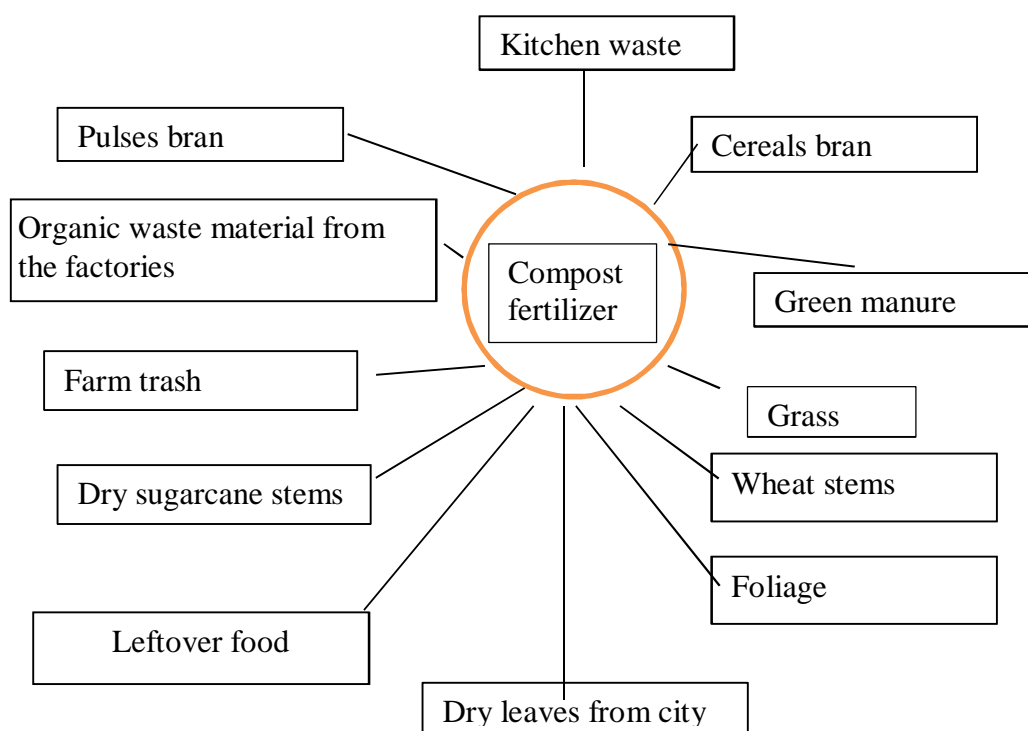 Kitchen waste
Pulses bran
Cereals bran
Organic waste material from
the factories
Compost
fertilizer
Green manure
Farm trash
Grass
Dry sugarcane stems
Wheat stems
Foliage
Leftover food
Dry leaves from city